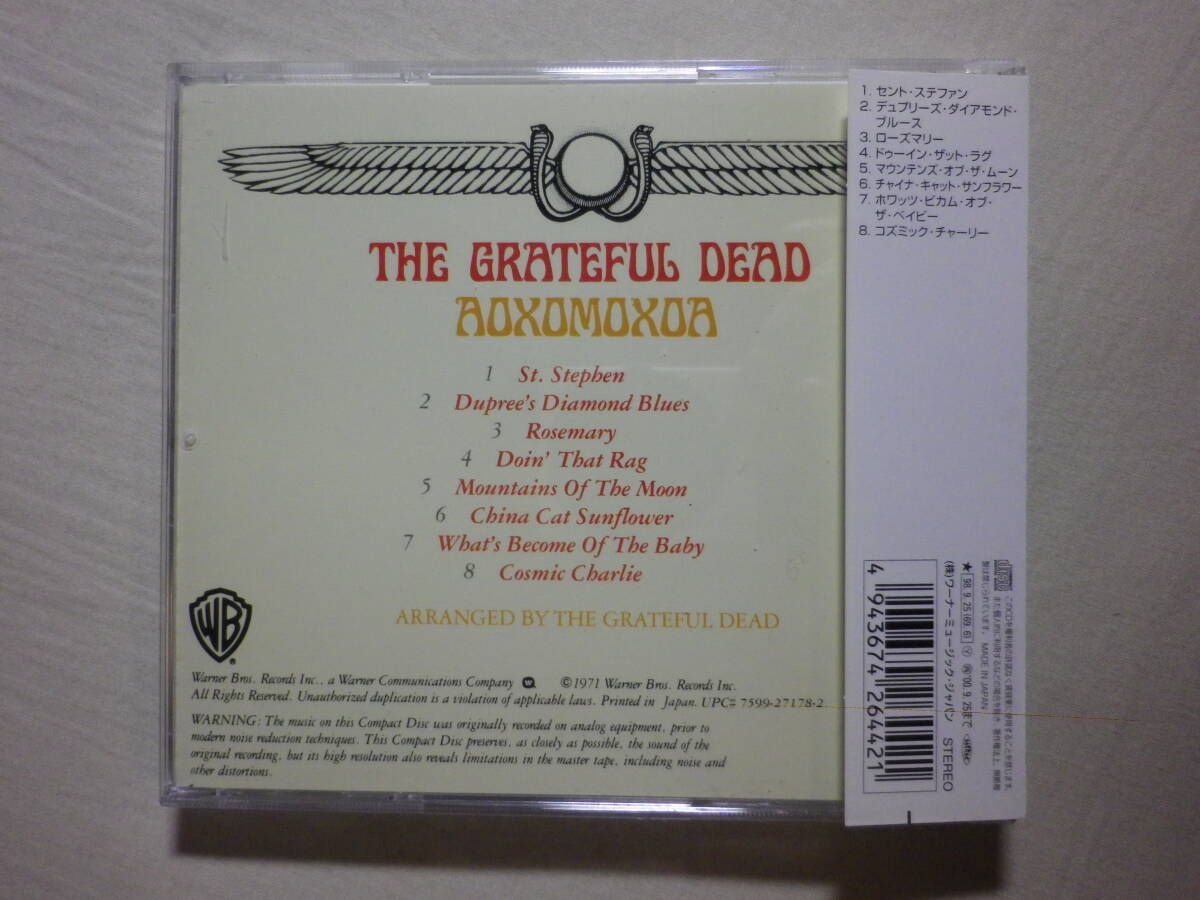 THE GRATEFUL DEAD
AOXOMOXOA
1 St. Stephen
2 Dupree's Diamond Blues
3 Rosemary
4 Doin' That Rag
5 Mountains Of The Moon
6 China Cat Sunflower
7 What's Become Of The Baby
8 Cosmic Charlie
ARRANGED BY THE GRATEFUL DEAD
WB
Warner Bros. Records Inc., a Warner Communications Company ©1971 Warner Bros. Records Inc.
All Rights Reserved. Unauthorized duplication is a violation of applicable laws. Printed in Japan. UPC# 7599-27178-2
WARNING: The music on this Compact Disc was originally recorded on analog equipment, prior to
modern noise reduction techniques. This Compact Disc preserves, as closely as possible, the sound of the
original recording, but its high resolution also reveals limitations in the master tape, including noise and
other distortions.
1. セント・ステファン
2. デュプリーズ・ダイアモンド・
ブルース
3. ローズマリー
4. ドゥーイン・ザット・ラグ
5. マウンテンズ・オブ・ザ・ムーン
6. チャイナ・キャット・サンフラワー
7. ホワッツ・ビカム・オブ・
ザ・ベイビー
8. コズミック・チャーリー
MADE IN JAPAN
★'98.9.25(69.6) '00.9.25まで
(株)ワーナーミュージック・ジャパン STEREO
4 943674 264421